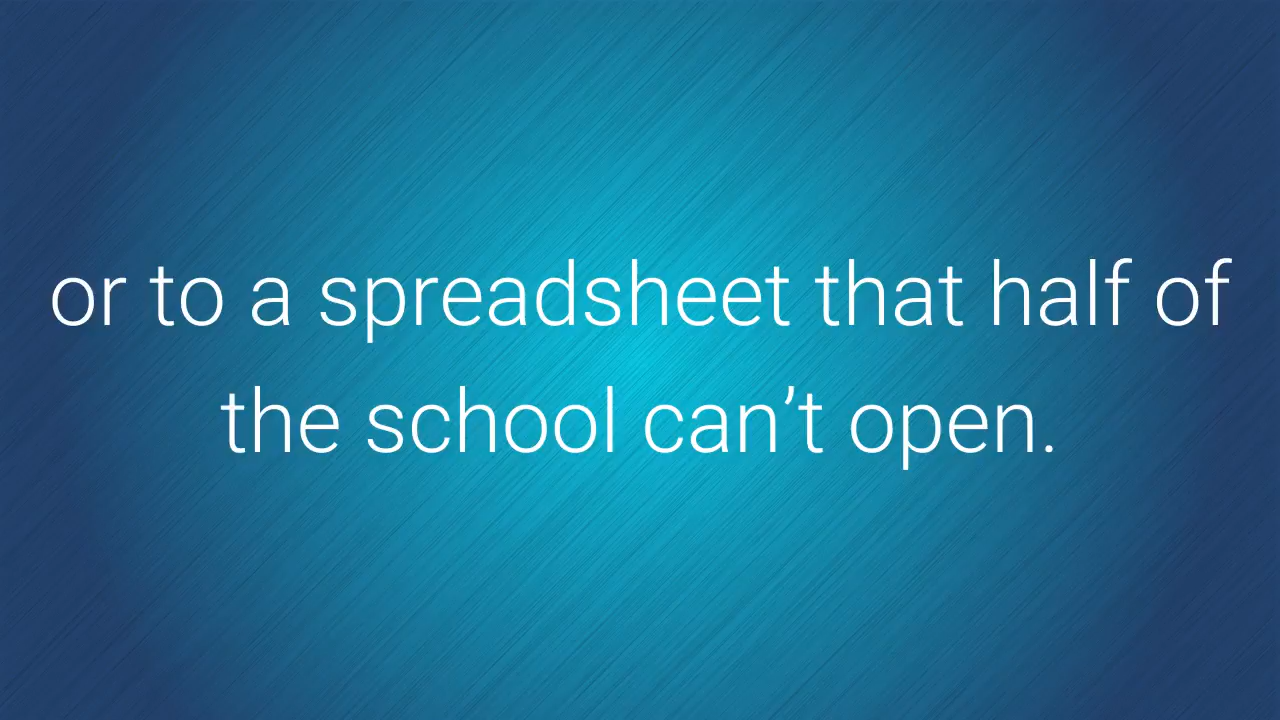 or to a spreadsheet that half of
the school can’t open.